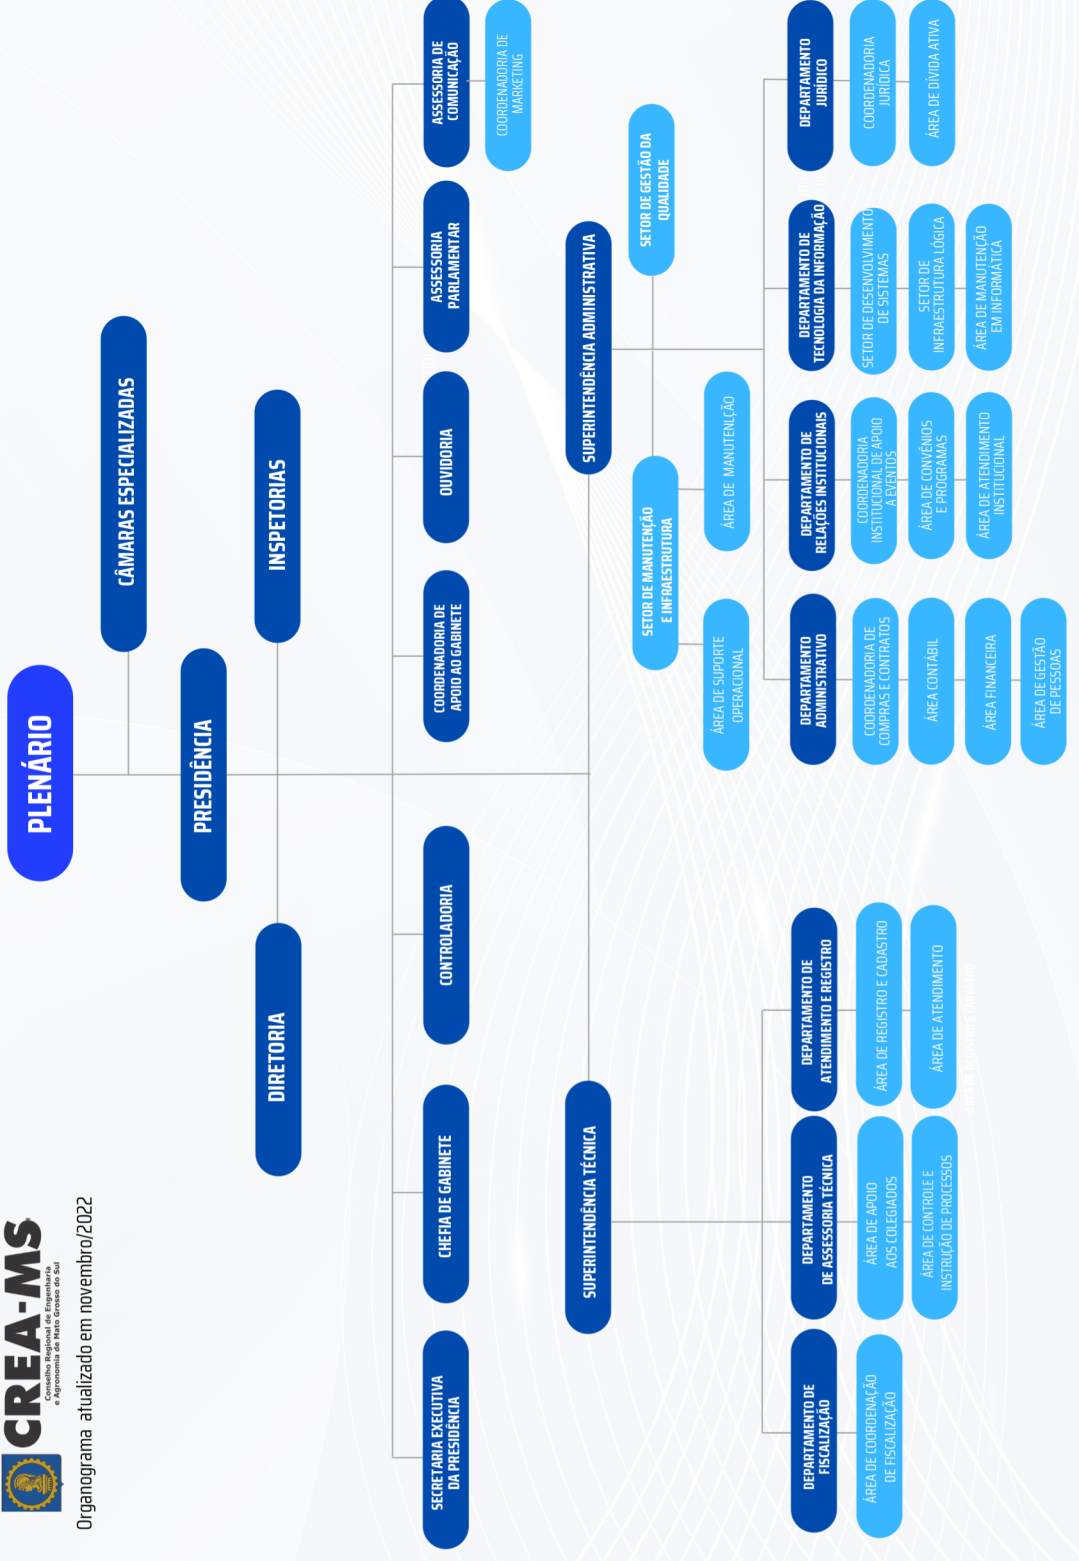 CREA-MS
Conselho Regional de Engenharia
e Agronomia de Mato Grosso do Sul
Organograma atualizado em novembro/2022
PLENÁRIO
CÂMARAS ESPECIALIZADAS
PRESIDÊNCIA
DIRETORIA
INSPETORIAS
SECRETARIA EXECUTIVA
DA PRESIDÊNCIA
CHEFIA DE GABINETE
CONTROLADORIA
COORDENADORIA DE
APOIO AO GABINETE
OUVIDORIA
ASSESSORIA
PARLAMENTAR
ASSESSORIA DE
COMUNICAÇÃO
COORDENADORIA DE
MARKETING
SUPERINTENDÊNCIA TÉCNICA
SUPERINTENDÊNCIA ADMINISTRATIVA
SETOR DE MANUTENÇÃO
E INFRAESTRUTURA
SETOR DE GESTÃO DA
QUALIDADE
ÁREA DE SUPORTE
OPERACIONAL
ÁREA DE MANUTENLÇÃO
DEPARTAMENTO DE
FISCALIZAÇÃO
ÁREA DE COORDENAÇÃO
DE FISCALIZAÇÃO
DEPARTAMENTO
DE ASSESSORIA TÉCNICA
ÁREA DE APOIO
AOS COLEGIADOS
ÁREA DE CONTROLE E
INSTRUÇÃO DE PROCESSOS
DEPARTAMENTO DE
ATENDIMENTO E REGISTRO
ÁREA DE REGISTRO E CADASTRO
ÁREA DE ATENDIMENTO
DEPARTAMENTO
ADMINISTRATIVO
COORDENADORIA DE
COMPRAS E CONTRATOS
ÁREA CONTÁBIL
ÁREA FINANCEIRA
ÁREA DE GESTÃO
DE PESSOAS
DEPARTAMENTO DE
RELAÇÕES INSTITUCIONAIS
COORDENADORIA
INSTITUCIONAL DE APOIO
A EVENTOS
ÁREA DE CONVÊNIOS
E PROGRAMAS
ÁREA DE ATENDIMENTO
INSTITUCIONAL
DEPARTAMENTO DE
TECNOLOGIA DA INFORMAÇÃO
SETOR DE DESENVOLVIMENTO
DE SISTEMAS
SETOR DE
INFRAESTRUTURA LÓGICA
ÁREA DE MANUTENÇÃO
EM INFORMÁTICA
DEPARTAMENTO
JURÍDICO
COORDENADORIA
JURÍDICA
ÁREA DE DÍVIDA ATIVA